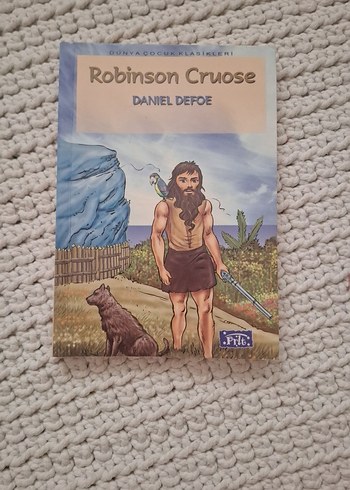 DÜNYA ÇOCUK KLASİKLERİ
Robinson Cruose
DANIEL DEFOE